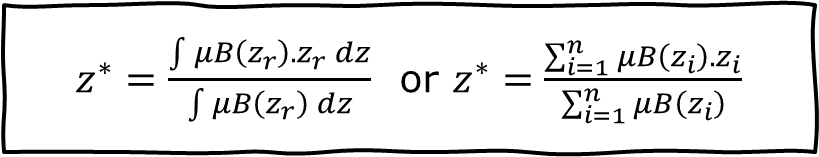 z* = ∫ μB(z_r).z_r dz / ∫ μB(z_r) dz or z* = ∑_{i=1}^{n} μB(z_i).z_i / ∑_{i=1}^{n} μB(z_i)